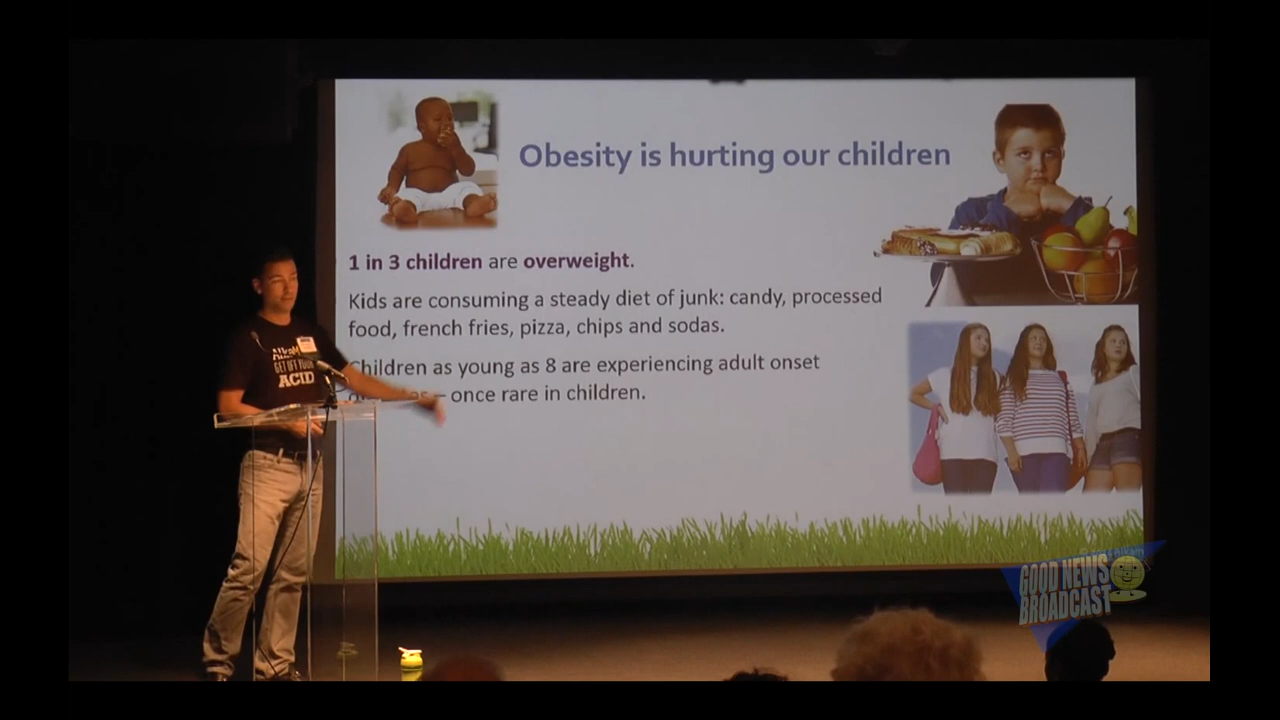 Obesity is hurting our children
1 in 3 children are overweight.
Kids are consuming a steady diet of junk: candy, processed
food, french fries, pizza, chips and sodas.
Children as young as 8 are experiencing adult onset
– once rare in children.
GET OFF YOUR
ACID
GOOD NEWS
BROADCAST